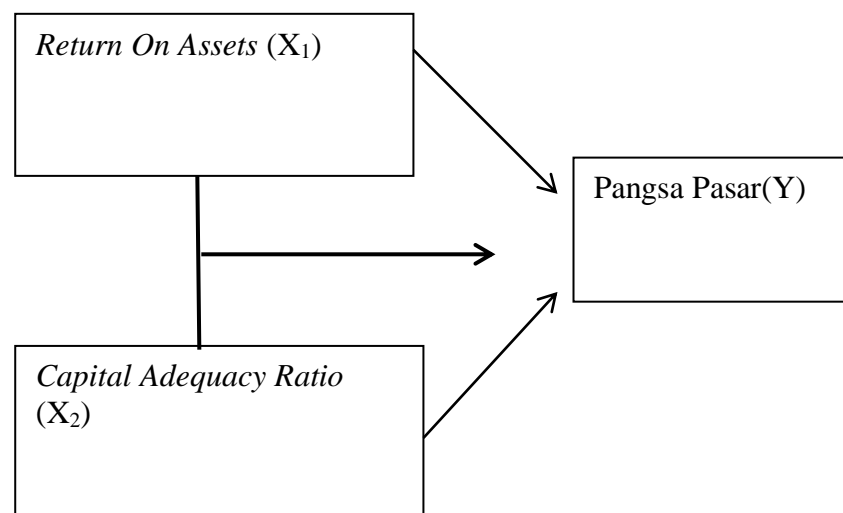 Return On Assets (X₁)
Pangsa Pasar(Y)
Capital Adequacy Ratio
(X₂)